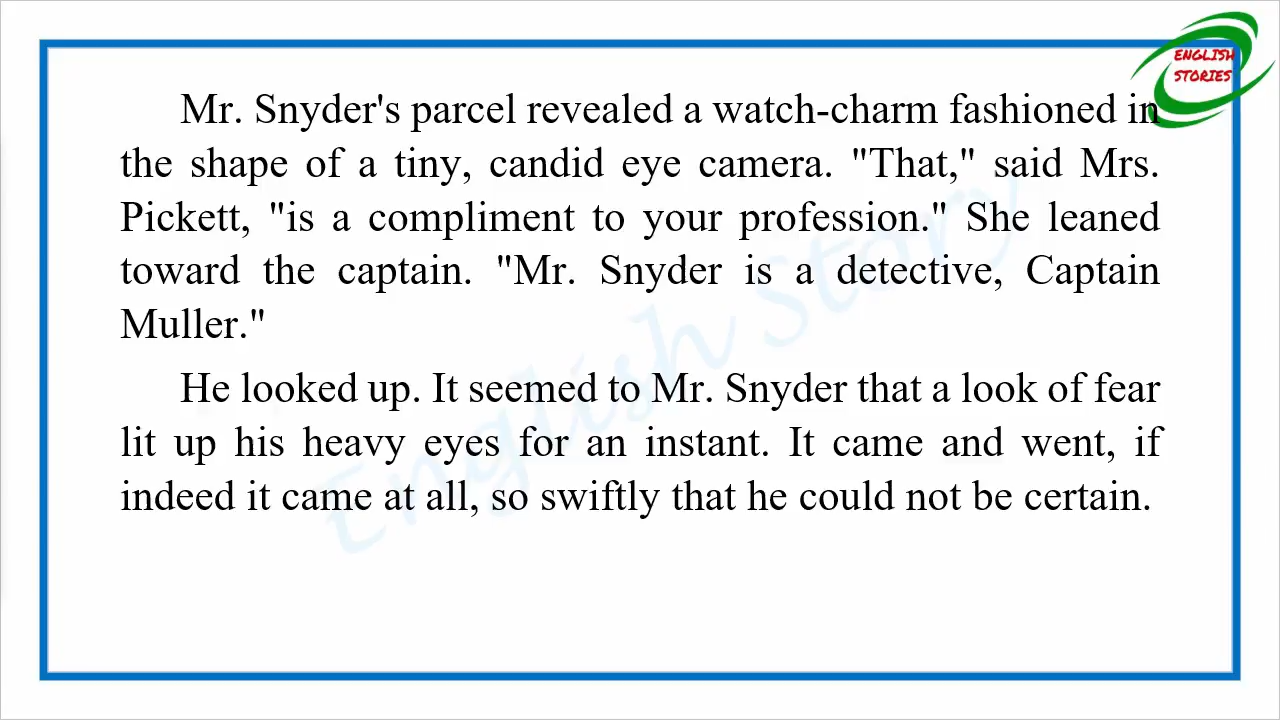 ENGLISH
STORIES
Mr. Snyder's parcel revealed a watch-charm fashioned in
the shape of a tiny, candid eye camera. "That," said Mrs.
Pickett, "is a compliment to your profession." She leaned
toward the captain. "Mr. Snyder is a detective, Captain
Muller."
He looked up. It seemed to Mr. Snyder that a look of fear
lit up his heavy eyes for an instant. It came and went, if
indeed it came at all, so swiftly that he could not be certain.
English Story